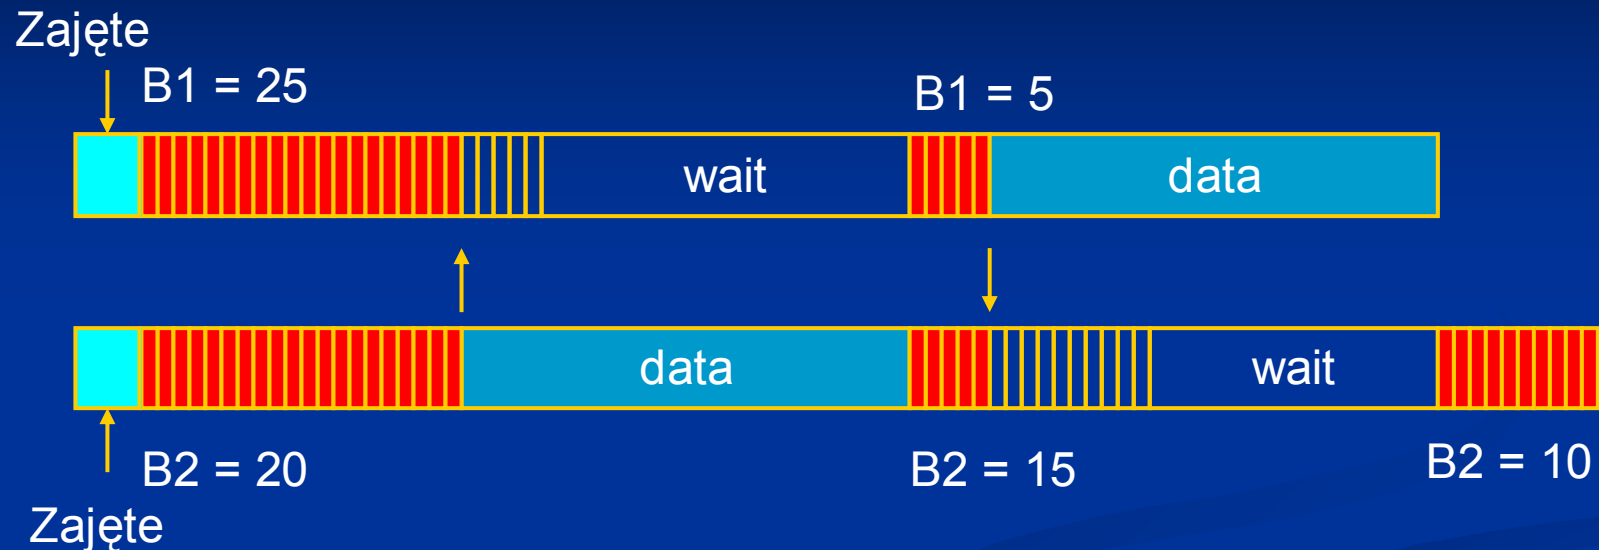 Zajęte
B1 = 25
B1 = 5
wait
data
data
wait
B2 = 20
B2 = 15
B2 = 10
Zajęte